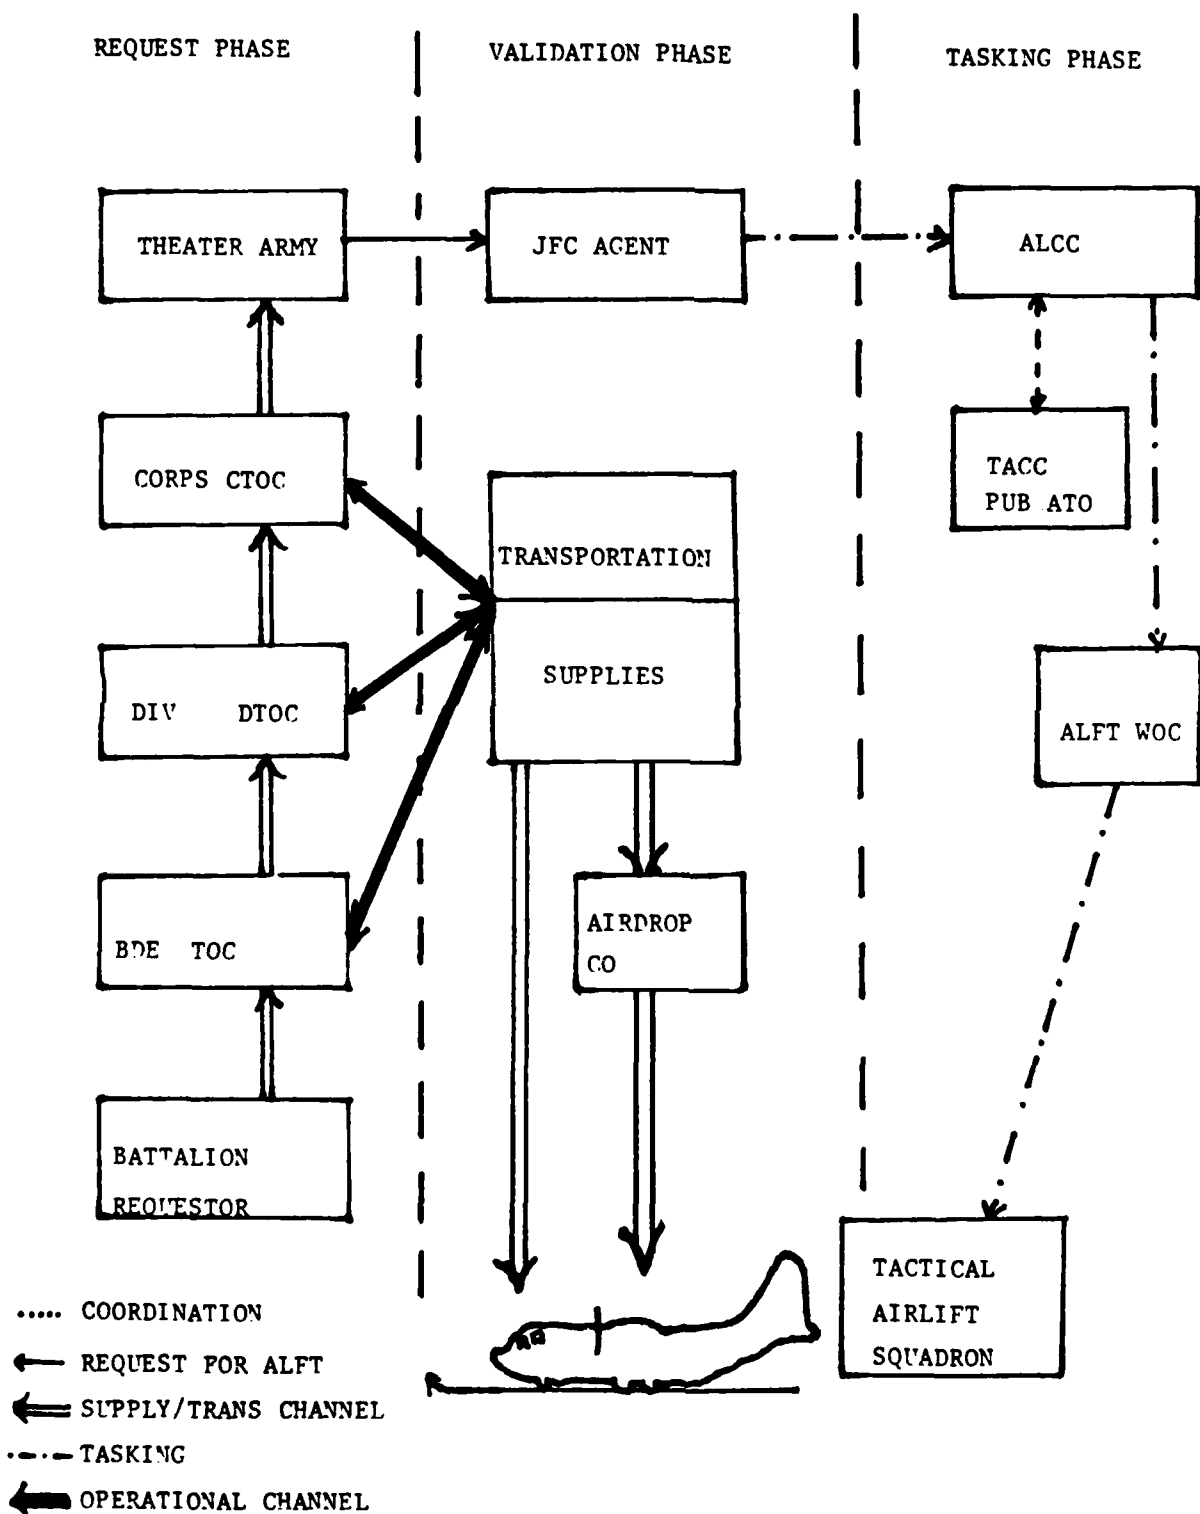 REQUEST PHASE
VALIDATION PHASE
TASKING PHASE
THEATER ARMY
JFC AGENT
ALCC
CORPS CTOC
TACC
PUB ATO
TRANSPORTATION
SUPPLIES
DIV DTOC
ALFT WOC
BDE TOC
AIRDROP
CO
BATTALION
REQUESTOR
TACTICAL
AIRLIFT
SQUADRON
COORDINATION
REQUEST FOR ALFT
SUPPLY/TRANS CHANNEL
TASKING
OPERATIONAL CHANNEL